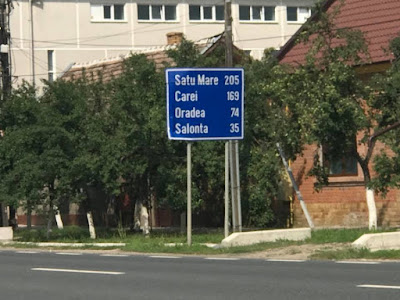 Satu Mare 205
Carei 169
Oradea 74
Salonta 35